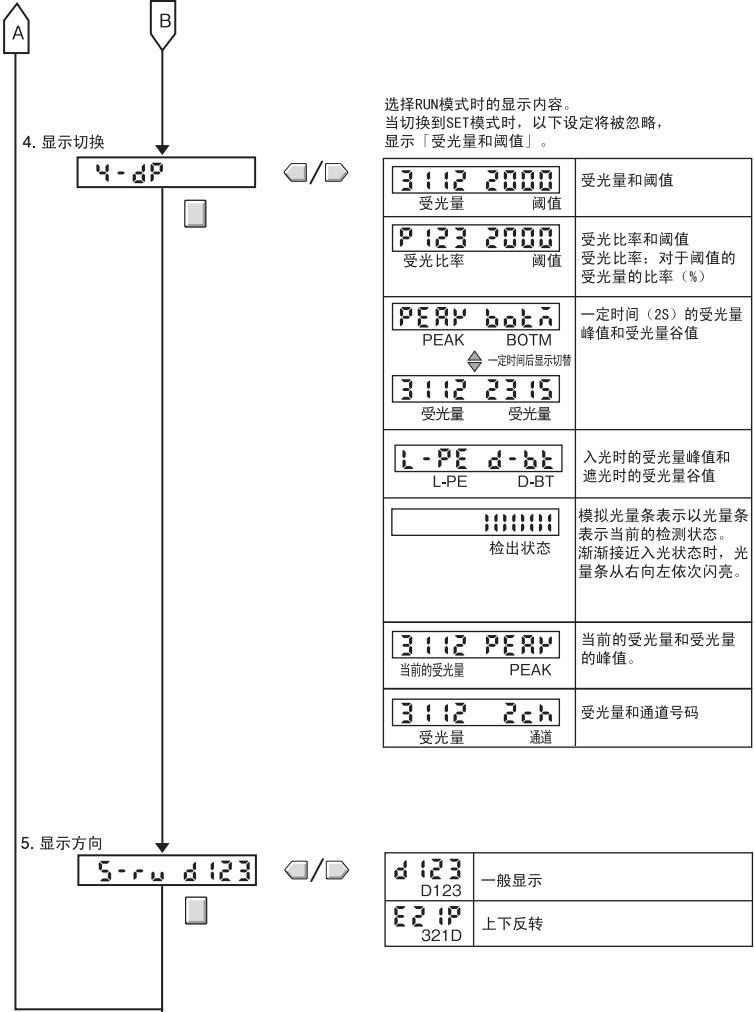 A
B
选择RUN模式时的显示内容。
当切换到SET模式时，以下设定将被忽略，
显示「受光量和阈值」。
4. 显示切换
4-dP
3112 2000
受光量 阈值
受光量和阈值
P123 2000
受光比率 阈值
受光比率和阈值
受光比率：对于阈值的
受光量的比率（%）
PEAK botm
PEAK BOTM
一定时间后显示切替
3112 2315
受光量 受光量
一定时间（2S）的受光量
峰值和受光量谷值
L-PE d-bt
L-PE D-BT
入光时的受光量峰值和
遮光时的受光量谷值
检出状态
模拟光量条表示以光量条
表示当前的检测状态。
渐渐接近入光状态时，光
量条从右向左依次闪亮。
3112 PEAK
当前的受光量 PEAK
当前的受光量和受光量
的峰值。
3112 2ch
受光量 通道
受光量和通道号码
5. 显示方向
5-rw d123
d123
D123
一般显示
E21P
321D
上下反转